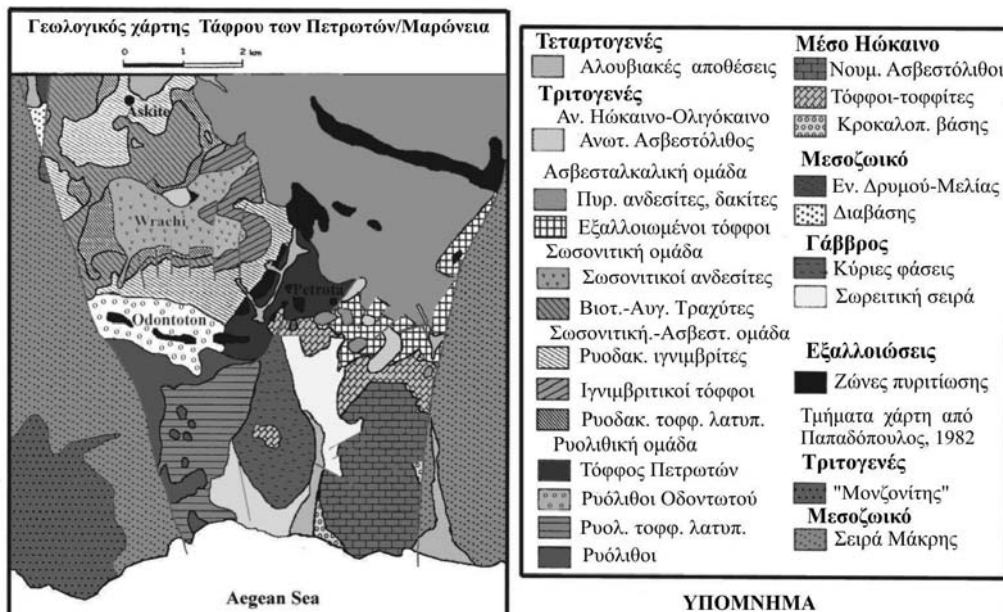 Γεωλογικός χάρτης Τάφρου των Πετρωτών/Μαρώνεια
0 1 2 km
Askite
Wrachi
Petrota
Odontoton
Aegean Sea
Τεταρτογενές
Αλουβιακές αποθέσεις
Τριτογενές
Αν. Ηώκαινο-Ολιγόκαινο
Ανωτ. Ασβεστόλιθος
Ασβεσταλκαλική ομάδα
Πυρ. ανδεσίτες, δακίτες
Εξαλλοιωμένοι τόφφοι
Σωσονιτική ομάδα
Σωσονιτικοί ανδεσίτες
Βιοτ.-Αυγ. Τραχύτες
Σωσονιτική.-Ασβεστ. ομάδα
Ρυοδακ. ιγνιμβρίτες
Ιγνιμβριτικοί τόφφοι
Ρυοδακ. τοφφ. λατυπ.
Ρυολιθική ομάδα
Τόφφος Πετρωτών
Ρυόλιθοι Οδοντωτού
Ρυολ. τοφφ. λατυπ.
Ρυόλιθοι
Μέσο Ηώκαινο
Νουμ. Ασβεστόλιθοι
Τόφφοι-τοφφίτες
Κροκαλοπ. βάσης
Μεσοζωικό
Εν. Δρυμού-Μελίας
Διαβάσης
Γάββρος
Κύριες φάσεις
Σωρειτική σειρά
Εξαλλοιώσεις
Ζώνες πυριτίωσης
Τμήματα χάρτη από
Παπαδόπουλος, 1982
Τριτογενές
"Μονζονίτης"
Μεσοζωικό
Σειρά Μάκρης
ΥΠΟΜΝΗΜΑ